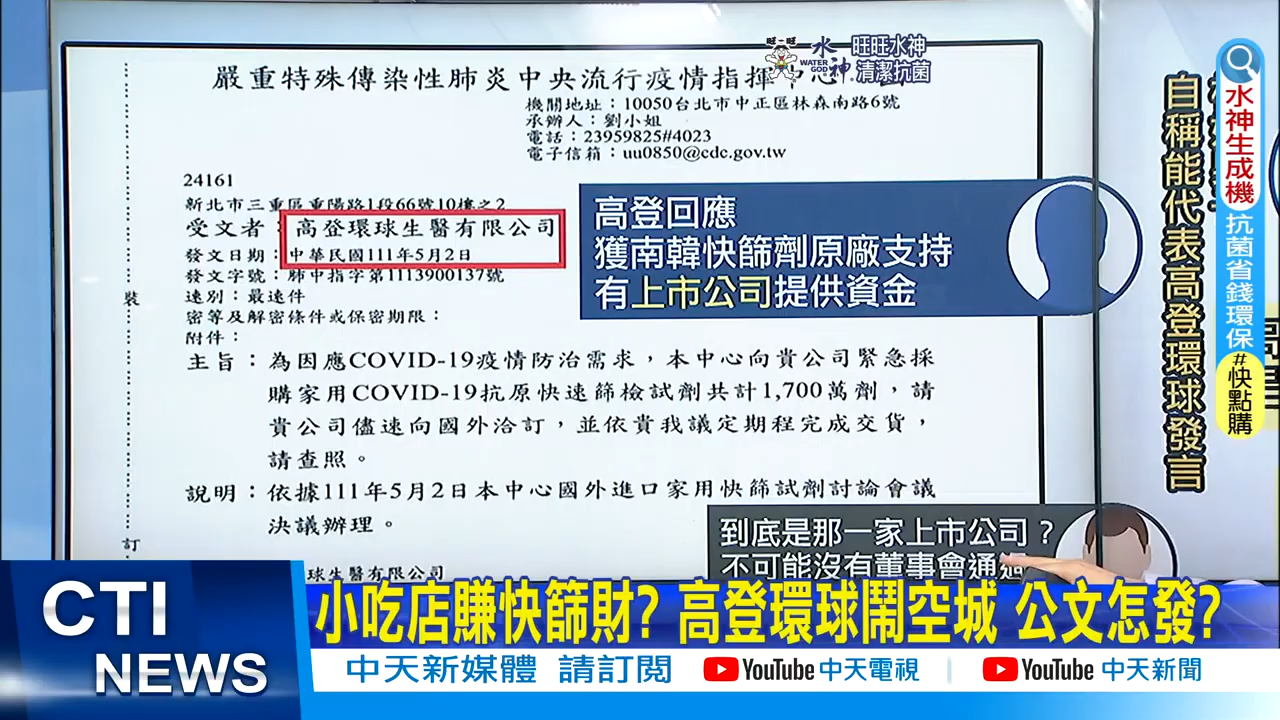 嚴重特殊傳染性肺炎中央流行疫情指揮中心
旺旺水神
水神
WATER GOD
清潔抗菌
機關地址：10050台北市中正區林森南路6號
承辦人：劉小姐
電話：23959825#4023
電子信箱：uu0850@cdc.gov.tw
24161
新北市三重區重陽路1段66號10樓之2
受文者：高登環球生醫有限公司
發文日期：中華民國111年5月2日
發文字號：肺中指字第1113900137號
速別：最速件
密等及解密條件或保密期限：
附件：
主旨：為因應COVID-19疫情防治需求，本中心向貴公司緊急採
購家用COVID-19抗原快速篩檢試劑共計1,700萬劑，請
貴公司儘速向國外洽訂，並依貴我議定期程完成交貨，
請查照。
說明：依據111年5月2日本中心國外進口家用快篩試劑討論會議
決議辦理。
球生醫有限公司
裝
訂
高登回應
獲南韓快篩劑原廠支持
有上市公司提供資金
到底是那一家上市公司？
不可能沒有董事會通過
自稱能代表高登環球發言
水神生成機
抗菌省錢環保
#快點購
CTI
NEWS
小吃店賺快篩財? 高登環球鬧空城 公文怎發?
中天新媒體 請訂閱 YouTube 中天電視 YouTube 中天新聞